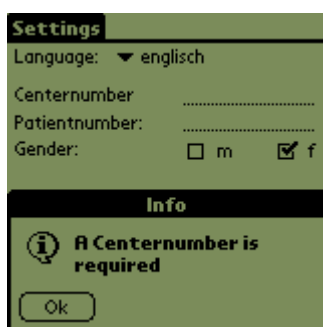 Settings
Language: englisch
Centernumber
Patientnumber:
Gender: m f
Info
A Centernumber is
required
Ok